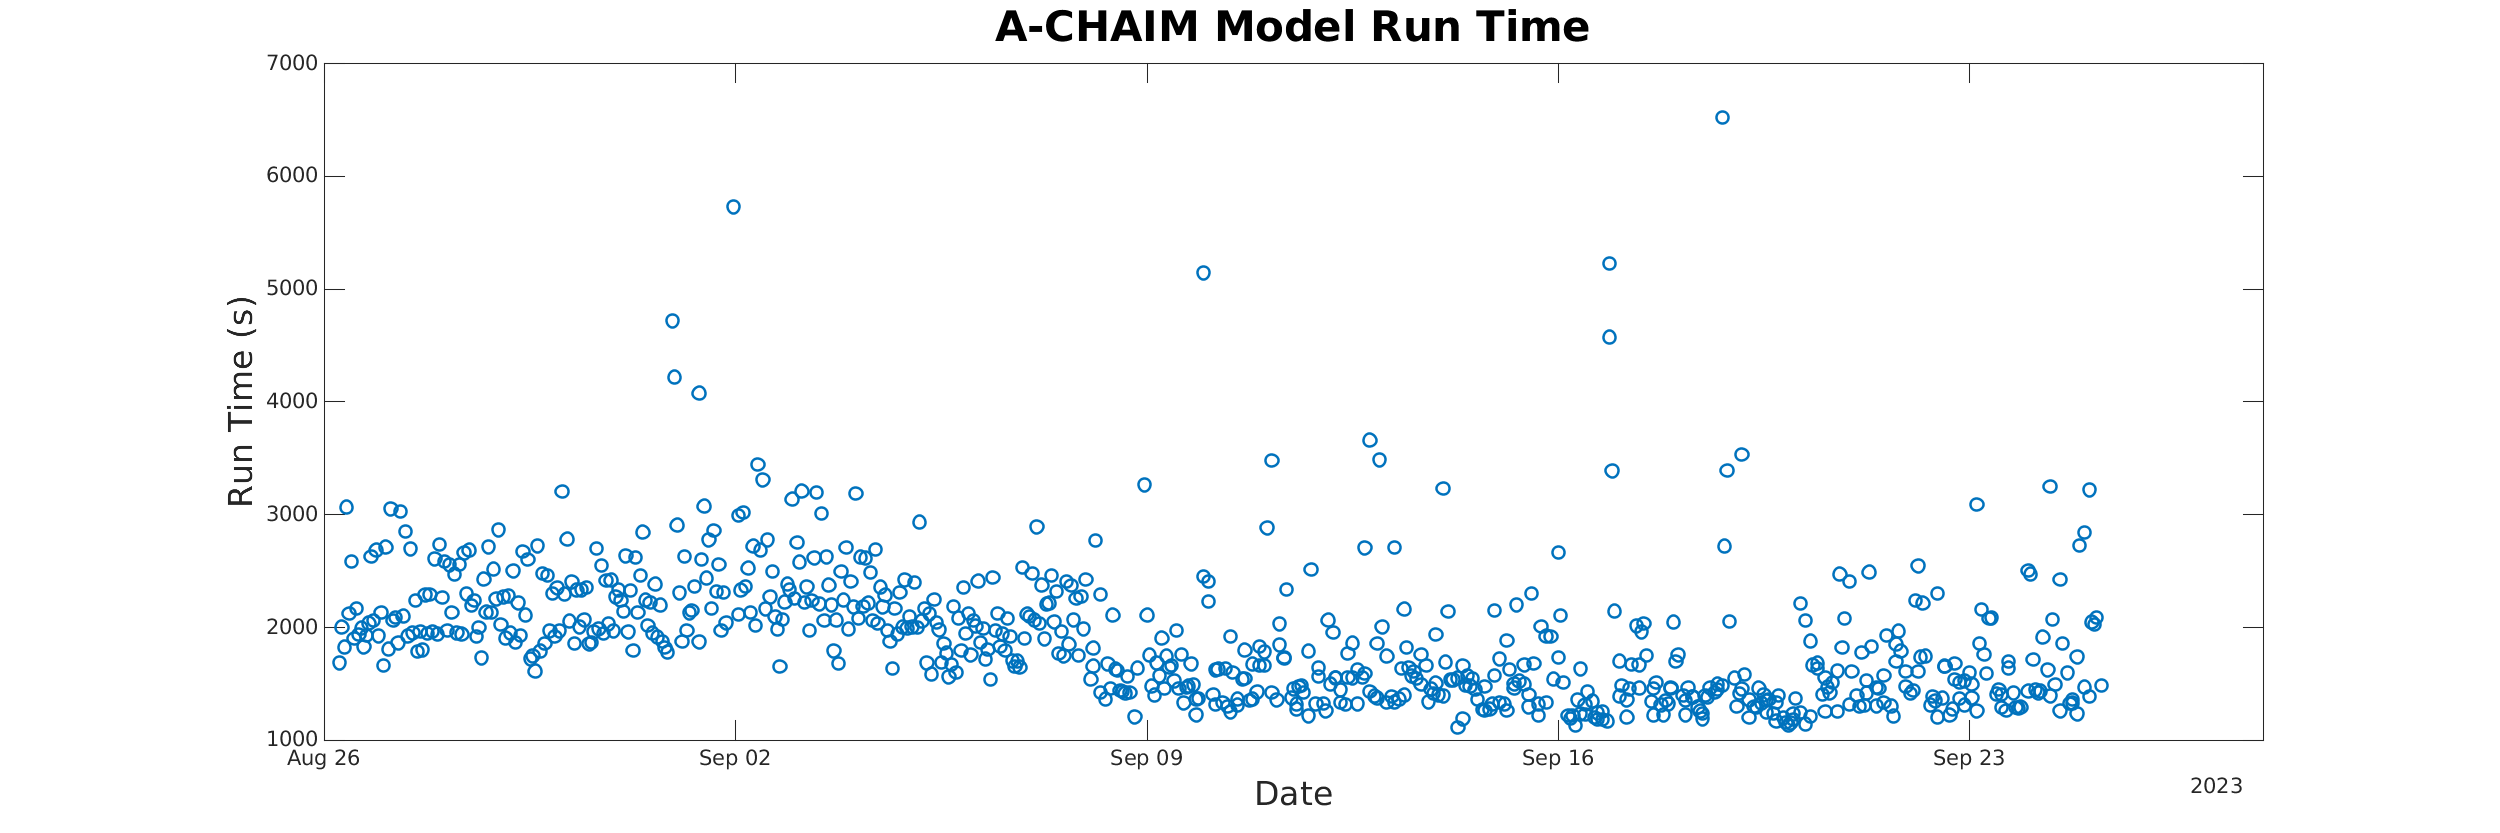 A-CHAIM Model Run Time
7000
6000
5000
4000
3000
2000
1000
Run Time (s)
Aug 26
Sep 02
Sep 09
Sep 16
Sep 23
2023
Date